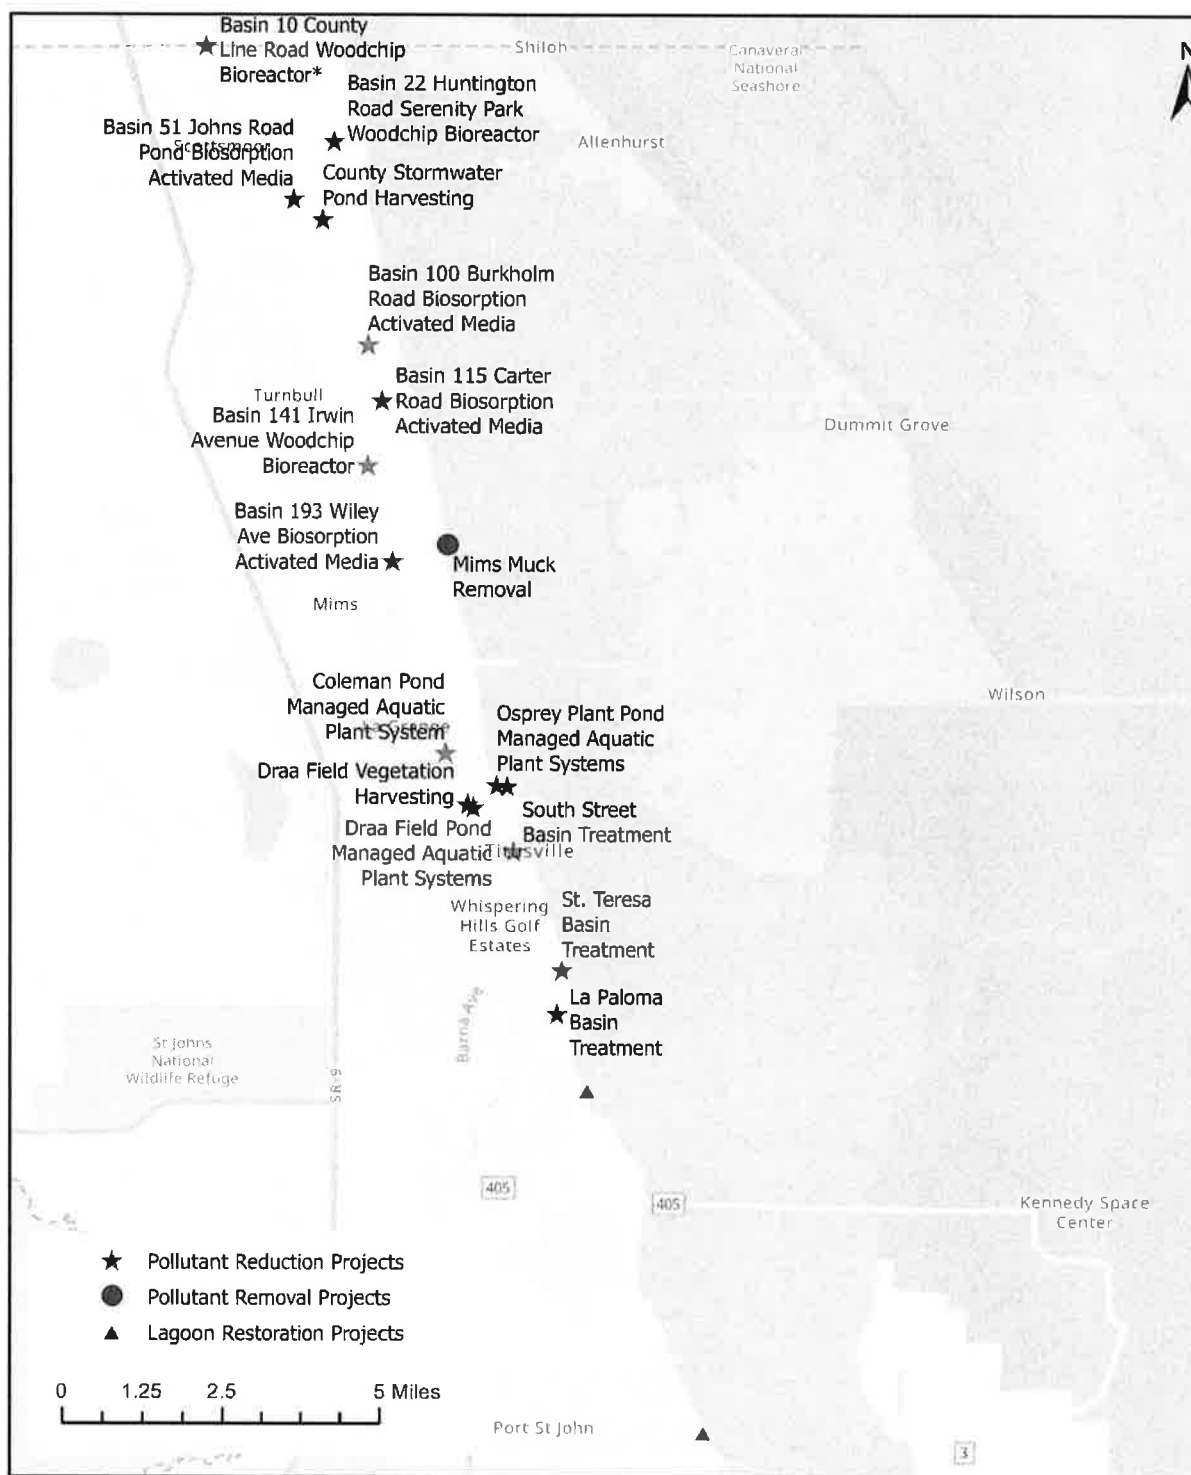 Basin 10 County
Line Road Woodchip
Bioreactor*
Shiloh
Canaveral
National
Seashore
N
Basin 22 Huntington
Road Serenity Park
Woodchip Bioreactor
Allenhurst
Basin 51 Johns Road
Scottsmoor
Pond Biosorption
Activated Media
County Stormwater
Pond Harvesting
Basin 100 Burkholm
Road Biosorption
Activated Media
Turnbull
Basin 115 Carter
Road Biosorption
Activated Media
Basin 141 Irwin
Avenue Woodchip
Bioreactor
Dummit Grove
Basin 193 Wiley
Ave Biosorption
Activated Media
Mims Muck
Removal
Mims
Coleman Pond
Managed Aquatic
Plant System
La Grange
Wilson
Osprey Plant Pond
Managed Aquatic
Plant Systems
Draa Field Vegetation
Harvesting
South Street
Basin Treatment
Draa Field Pond
Managed Aquatic
Plant Systems
Titusville
Whispering
Hills Golf
Estates
St. Teresa
Basin
Treatment
La Paloma
Basin
Treatment
Barna Ave
St Johns
National
Wildlife Refuge
SR-9
405
405
Kennedy Space
Center
Pollutant Reduction Projects
Pollutant Removal Projects
Lagoon Restoration Projects
0 1.25 2.5 5 Miles
Port St John
3